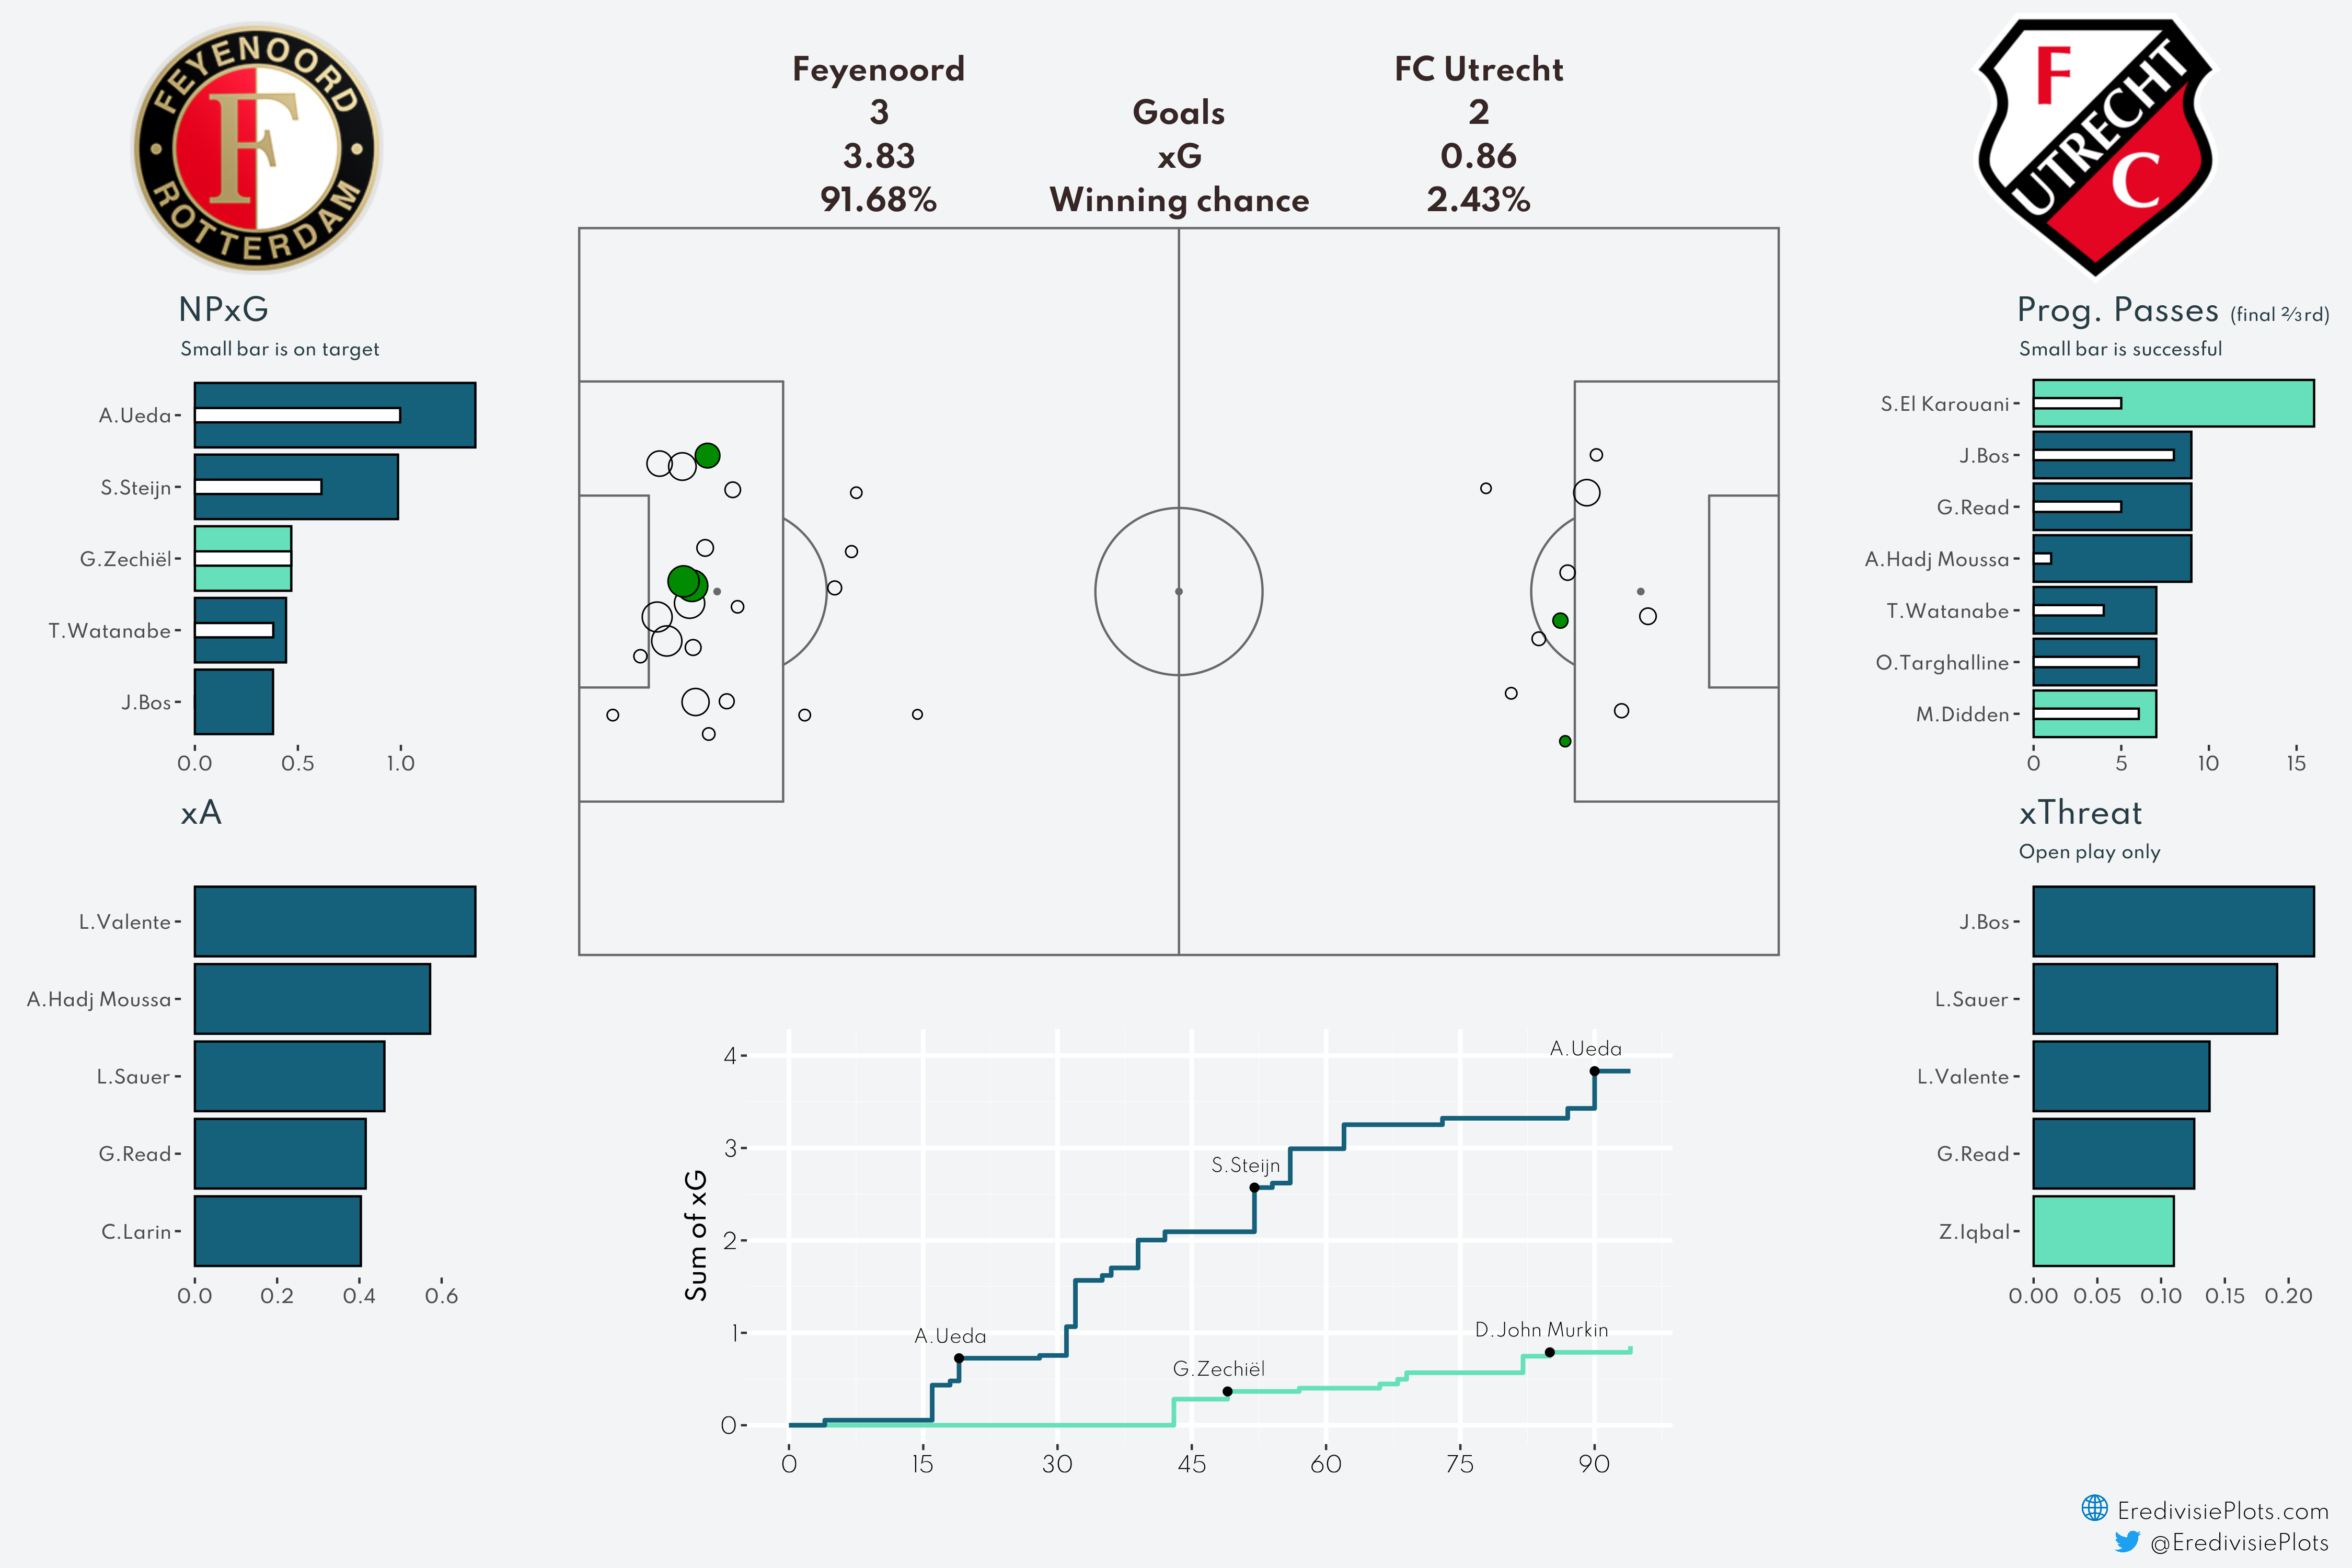 FEYENOORD
F
ROTTERDAM
Feyenoord FC Utrecht
3 Goals 2
3.83 xG 0.86
91.68% Winning chance 2.43%
F
UTRECHT
C
NPxG
Small bar is on target
A.Ueda
S.Steijn
G.Zechiël
T.Watanabe
J.Bos
0.0 0.5 1.0
xA
L.Valente
A.Hadj Moussa
L.Sauer
G.Read
C.Larin
0.0 0.2 0.4 0.6
Sum of xG
4
3
2
1
0
A.Ueda
S.Steijn
A.Ueda
D.John Murkin
G.Zechiël
0 15 30 45 60 75 90
Prog. Passes (final ⅔rd)
Small bar is successful
S.El Karouani
J.Bos
G.Read
A.Hadj Moussa
T.Watanabe
O.Targhalline
M.Didden
0 5 10 15
xThreat
Open play only
J.Bos
L.Sauer
L.Valente
G.Read
Z.Iqbal
0.00 0.05 0.10 0.15 0.20
EredivisiePlots.com
@EredivisiePlots